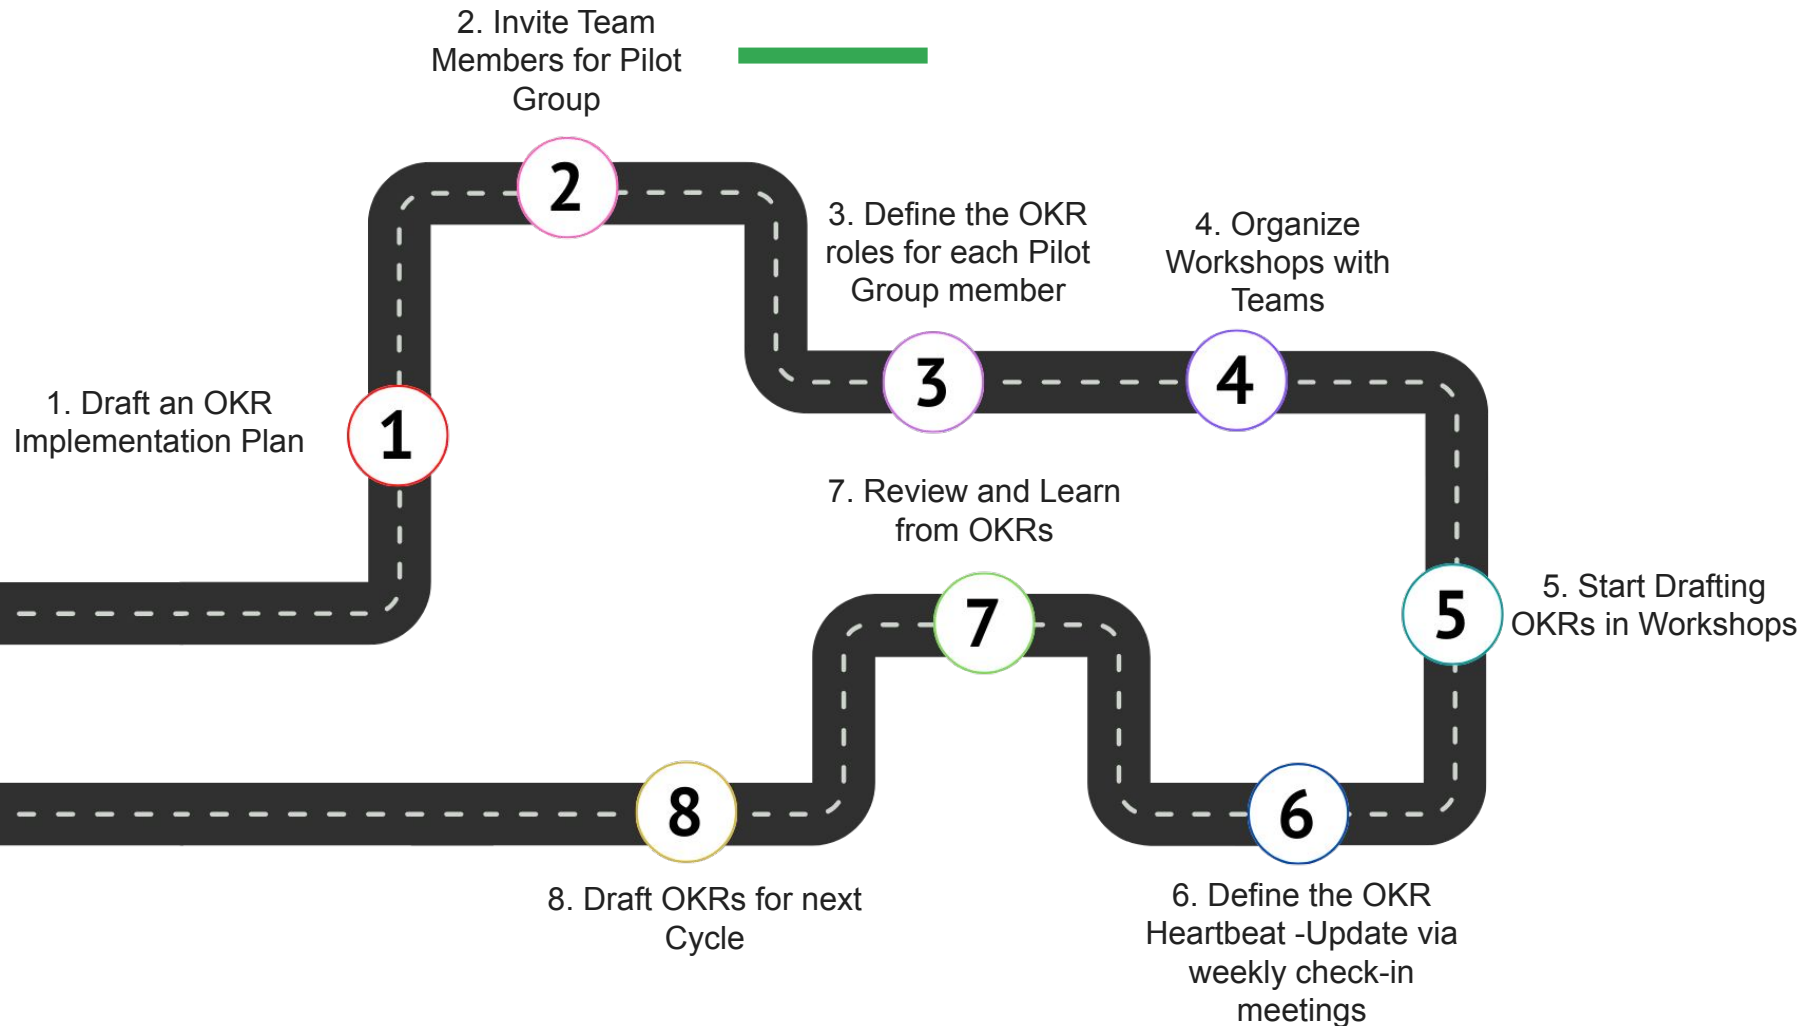 2. Invite Team
Members for Pilot
Group
2
3. Define the OKR
roles for each Pilot
Group member
4. Organize
Workshops with
Teams
3
4
1. Draft an OKR
Implementation Plan
1
7. Review and Learn
from OKRs
7
5
5. Start Drafting
OKRs in Workshops
8
6
8. Draft OKRs for next
Cycle
6. Define the OKR
Heartbeat -Update via
weekly check-in
meetings